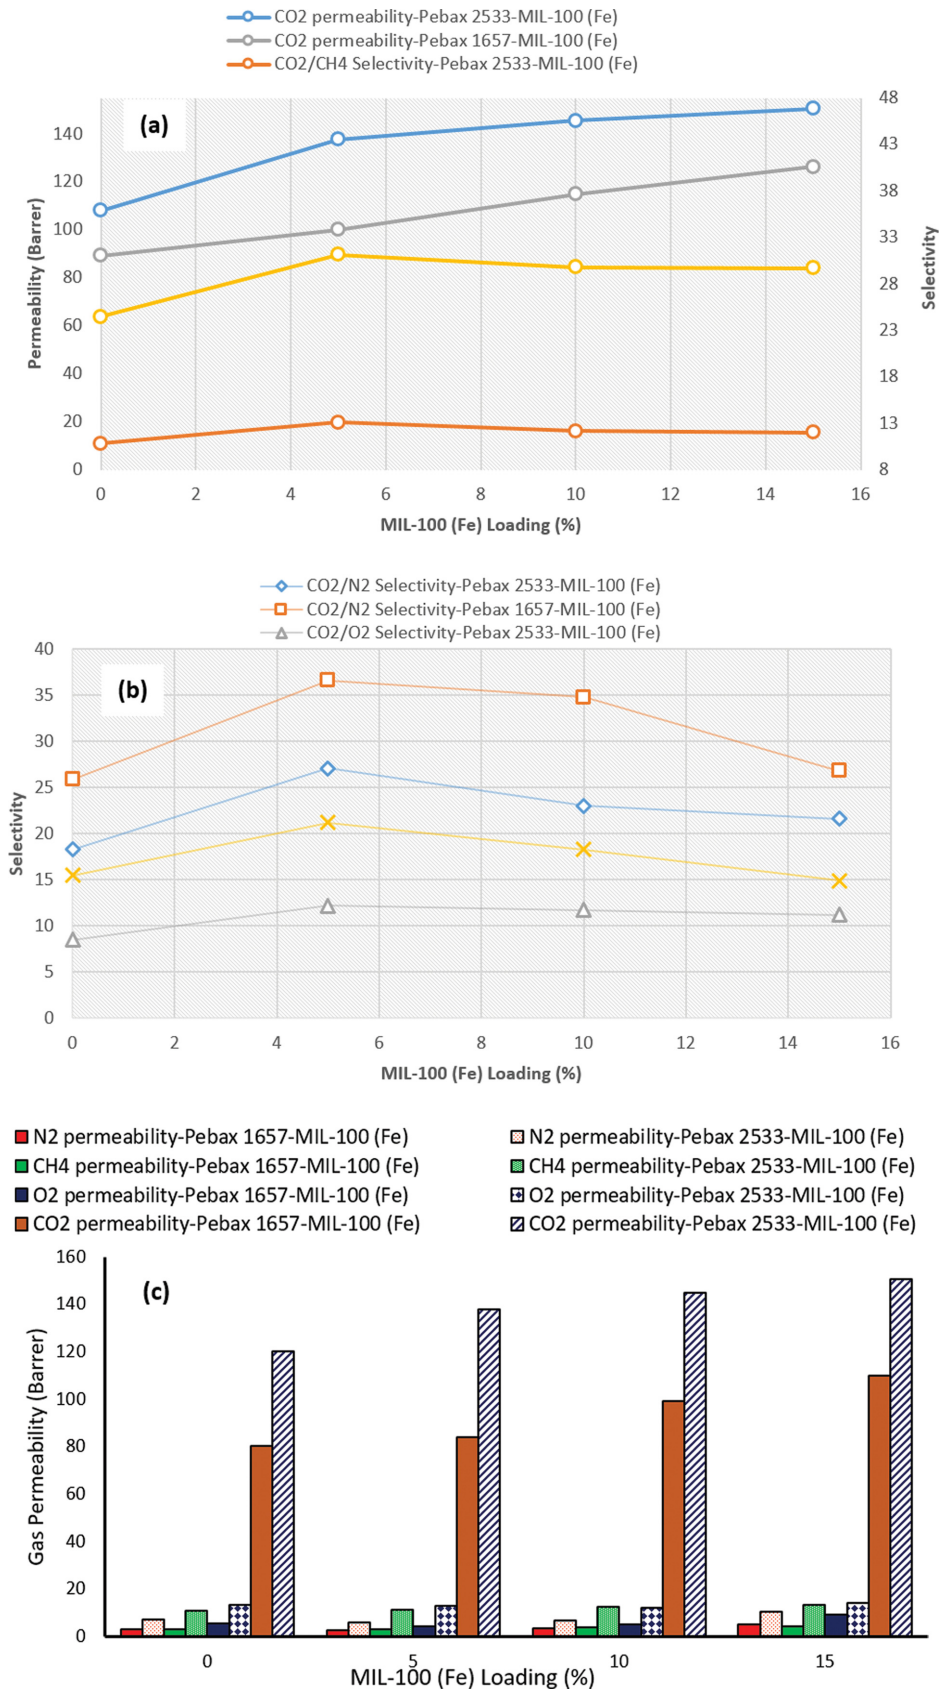 CO2 permeability-Pebax 2533-MIL-100 (Fe)
CO2 permeability-Pebax 1657-MIL-100 (Fe)
CO2/CH4 Selectivity-Pebax 2533-MIL-100 (Fe)
(a)
Permeability (Barrer)
140
120
100
80
60
40
20
0
48
43
38
33
28
23
18
13
8
Selectivity
0 2 4 6 8 10 12 14 16
MIL-100 (Fe) Loading (%)
CO2/N2 Selectivity-Pebax 2533-MIL-100 (Fe)
CO2/N2 Selectivity-Pebax 1657-MIL-100 (Fe)
CO2/O2 Selectivity-Pebax 2533-MIL-100 (Fe)
(b)
Selectivity
40
35
30
25
20
15
10
5
0
0 2 4 6 8 10 12 14 16
MIL-100 (Fe) Loading (%)
N2 permeability-Pebax 1657-MIL-100 (Fe)
N2 permeability-Pebax 2533-MIL-100 (Fe)
CH4 permeability-Pebax 1657-MIL-100 (Fe)
CH4 permeability-Pebax 2533-MIL-100 (Fe)
O2 permeability-Pebax 1657-MIL-100 (Fe)
O2 permeability-Pebax 2533-MIL-100 (Fe)
CO2 permeability-Pebax 1657-MIL-100 (Fe)
CO2 permeability-Pebax 2533-MIL-100 (Fe)
(c)
Gas Permeability (Barrer)
160
140
120
100
80
60
40
20
0
0 5 10 15
MIL-100 (Fe) Loading (%)